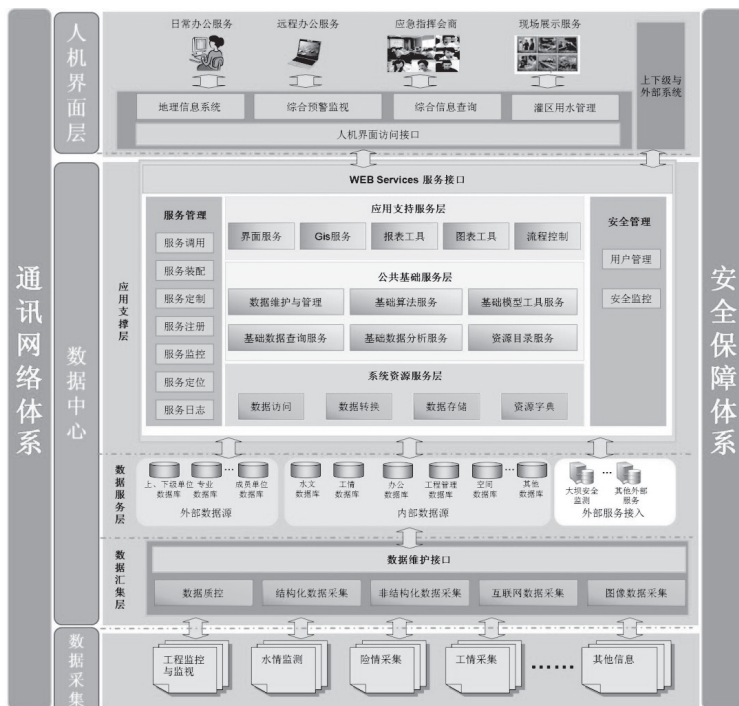 通讯网络体系
人机界面层
日常办公服务
远程办公服务
应急指挥会商
现场展示服务
上下级与
外部系统
地理信息系统
综合预警监视
综合信息查询
灌区用水管理
人机界面访问接口
数据中心
应用支撑层
WEB Services 服务接口
服务管理
服务调用
服务装配
服务定制
服务注册
服务监控
服务定位
服务日志
应用支持服务层
界面服务
Gis服务
报表工具
图表工具
流程控制
公共基础服务层
数据维护与管理
基础算法服务
基础模型工具服务
基础数据查询服务
基础数据分析服务
资源目录服务
系统资源服务层
数据访问
数据转换
数据存储
资源字典
安全管理
用户管理
安全监控
数据服务层
上、下级单位
数据库
专业
数据库
...
成员单位
数据库
外部数据源
水文
数据库
工情
数据库
办公
数据库
工程管理
数据库
空间
数据库
...
其他
数据库
内部数据源
大坝安全
监测
...
其他外部
服务
外部服务接入
数据汇集层
数据维护接口
数据质控
结构化数据采集
非结构化数据采集
互联网数据采集
图像数据采集
数据采集
工程监控
与监视
水情监测
险情采集
工情采集
......
其他信息
安全保障体系